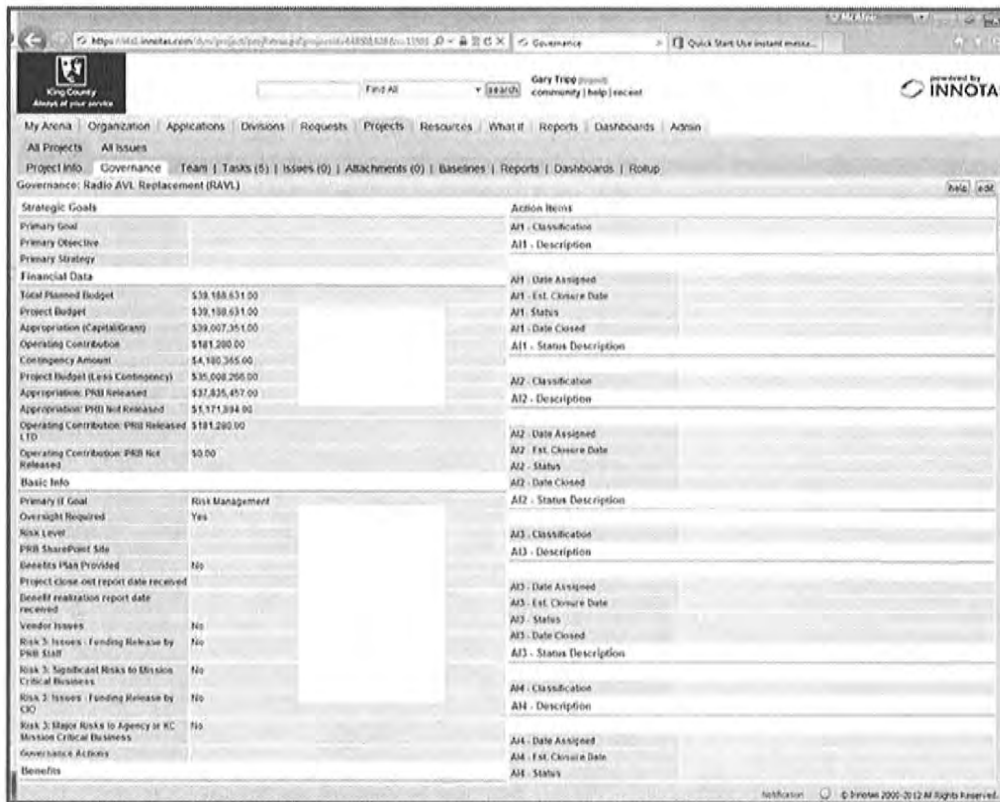 Governance
Quick Start Use instant messa...
King County
Always at your service
Find All
search
Gary Tripp
community | help | recent
powered by
INNOTAS
My Arena Organization Applications Divisions Requests Projects Resources What If Reports Dashboards Admin
All Projects All Issues
Project Info Governance Team | Tasks (5) | Issues (0) | Attachments (0) | Baselines | Reports | Dashboards | Rollup
Governance: Radio AVL Replacement (RAVL)
help edit
Strategic Goals
Primary Goal
Primary Objective
Primary Strategy
Financial Data
Total Planned Budget $39,188,631.00
Project Budget $39,188,631.00
Appropriation (Capital/Grant) $39,007,351.00
Operating Contribution $181,280.00
Contingency Amount $4,180,365.00
Project Budget (Less Contingency) $35,008,266.00
Appropriation: PRB Released $37,835,457.00
Appropriation: PRB Not Released $1,171,894.00
Operating Contribution: PRB Released $181,280.00
LTD
Operating Contribution: PRB Not $0.00
Released
Basic Info
Primary IT Goal Risk Management
Oversight Required Yes
Risk Level
PRB SharePoint Site
Benefits Plan Provided No
Project close-out report date received
Benefit realization report date
received
Vendor Issues No
Risk 3: Issues - Funding Release by No
PRB Staff
Risk 3: Significant Risks to Mission No
Critical Business
Risk 3: Issues - Funding Release by No
CIO
Risk 3: Major Risks to Agency or KC No
Mission Critical Business
Governance Actions
Benefits
Action Items
AI1 - Classification
AI1 - Description
AI1 - Date Assigned
AI1 - Est. Closure Date
AI1 - Status
AI1 - Date Closed
AI1 - Status Description
AI2 - Classification
AI2 - Description
AI2 - Date Assigned
AI2 - Est. Closure Date
AI2 - Status
AI2 - Date Closed
AI2 - Status Description
AI3 - Classification
AI3 - Description
AI3 - Date Assigned
AI3 - Est. Closure Date
AI3 - Status
AI3 - Date Closed
AI3 - Status Description
AI4 - Classification
AI4 - Description
AI4 - Date Assigned
AI4 - Est. Closure Date
AI4 - Status
Notification © Innotas 2000-2012 All Rights Reserved.